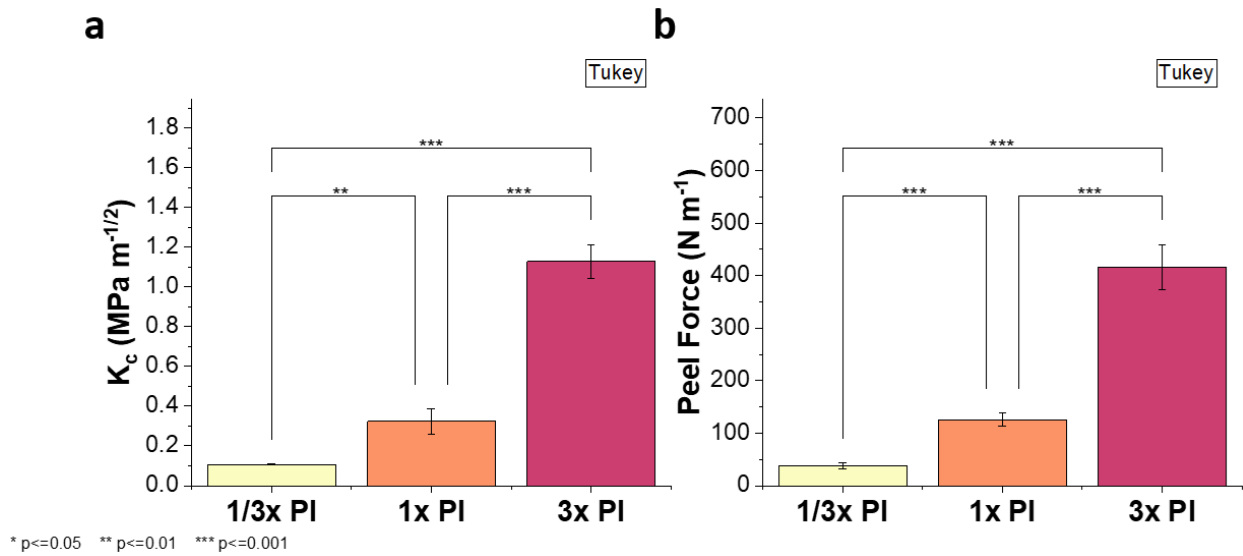 a
Tukey
K_c (MPa m^-1/2)
1.8
1.6
1.4
1.2
1.0
0.8
0.6
0.4
0.2
0.0
***
**
***
1/3x PI
1x PI
3x PI
b
Tukey
Peel Force (N m^-1)
700
600
500
400
300
200
100
0
***
***
***
1/3x PI
1x PI
3x PI
* p<=0.05 ** p<=0.01 *** p<=0.001